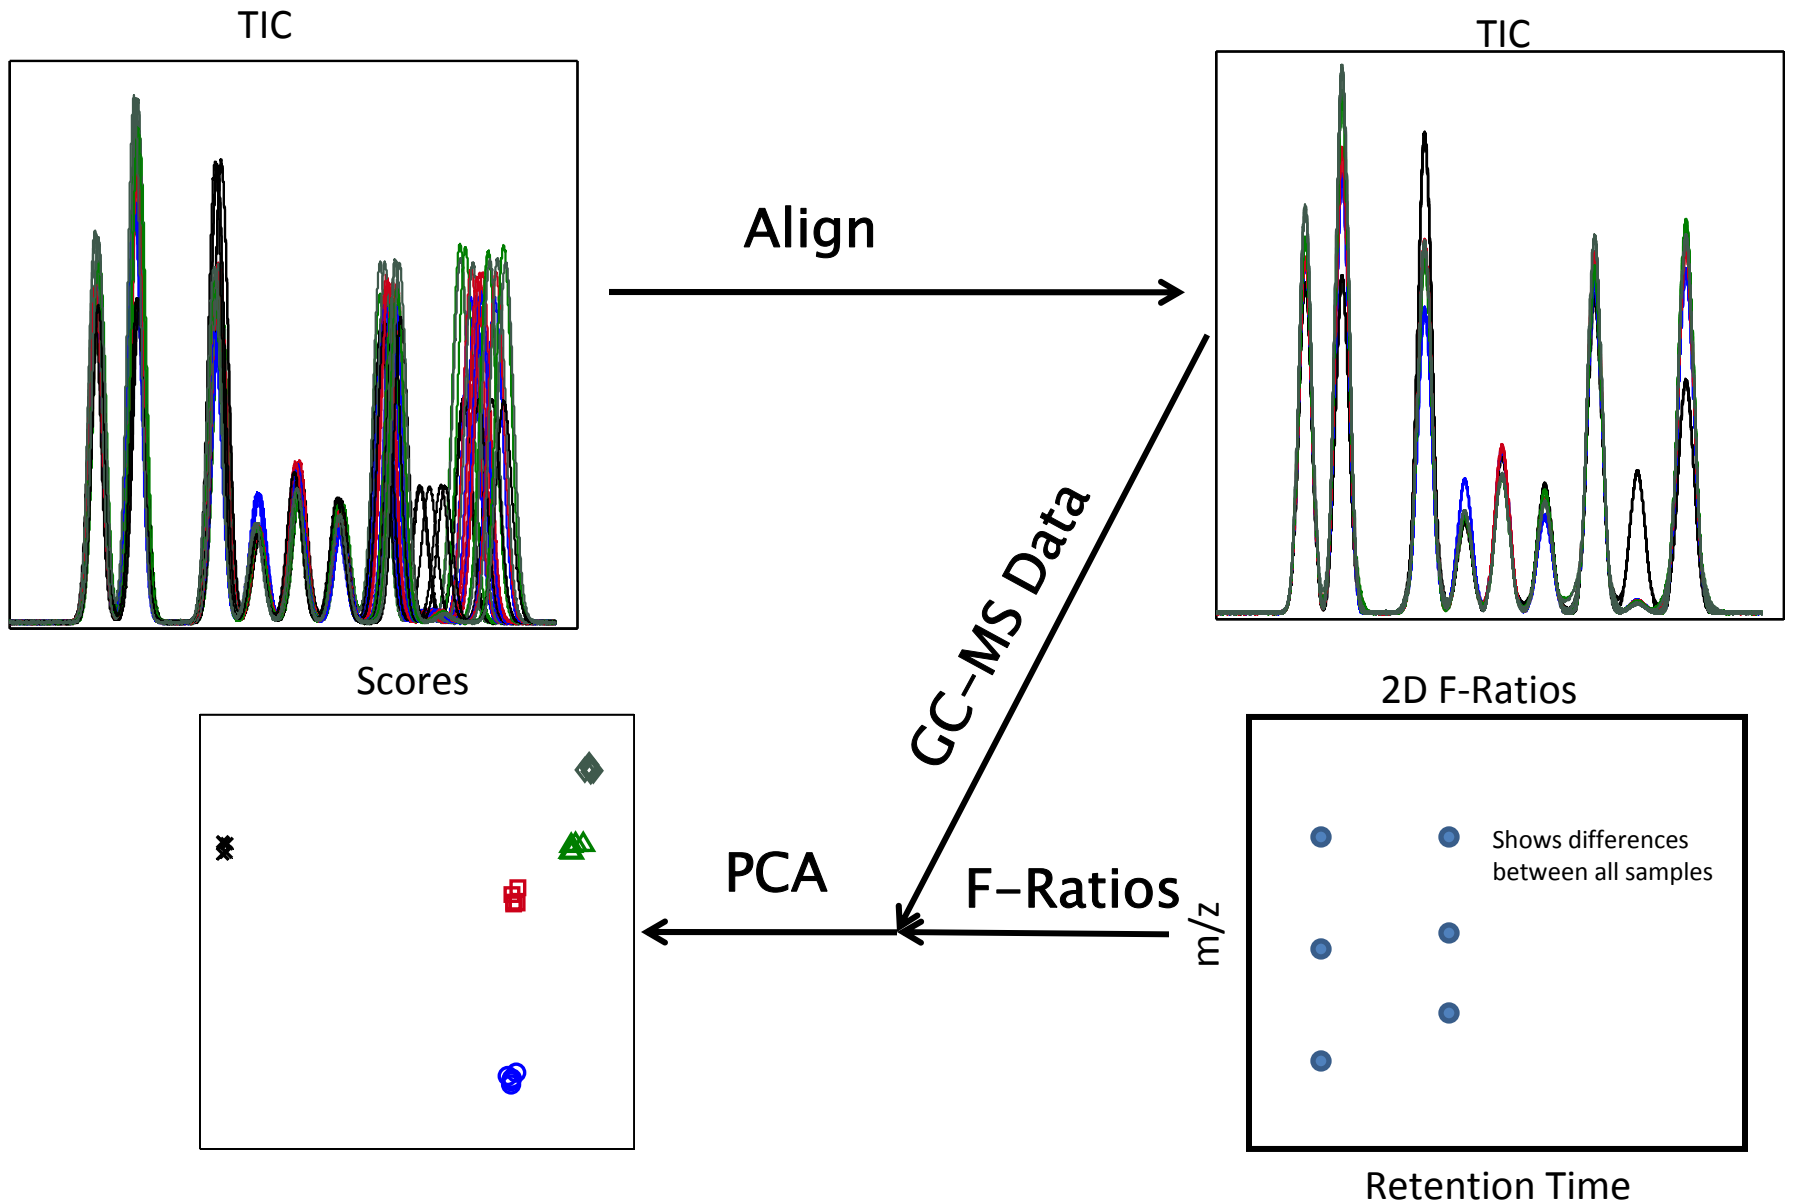 TIC
TIC
Align
GC-MS Data
Scores
2D F-Ratios
PCA
F-Ratios
m/z
Shows differences
between all samples
Retention Time